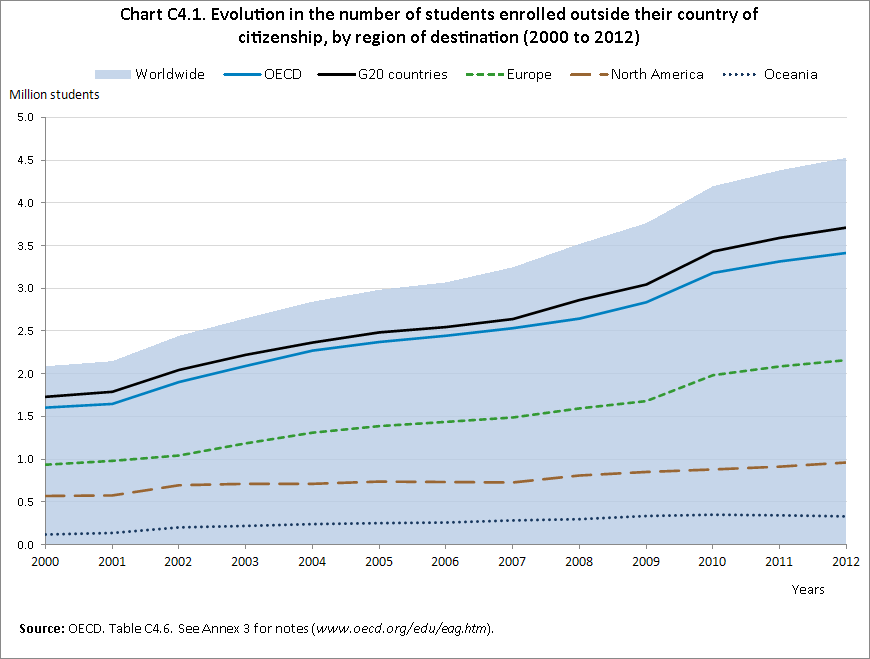 Chart C4.1. Evolution in the number of students enrolled outside their country of
citizenship, by region of destination (2000 to 2012)
Worldwide OECD G20 countries Europe North America Oceania
Million students
5.0
4.5
4.0
3.5
3.0
2.5
2.0
1.5
1.0
0.5
0.0
2000 2001 2002 2003 2004 2005 2006 2007 2008 2009 2010 2011 2012
Years
Source: OECD. Table C4.6. See Annex 3 for notes (www.oecd.org/edu/eag.htm).